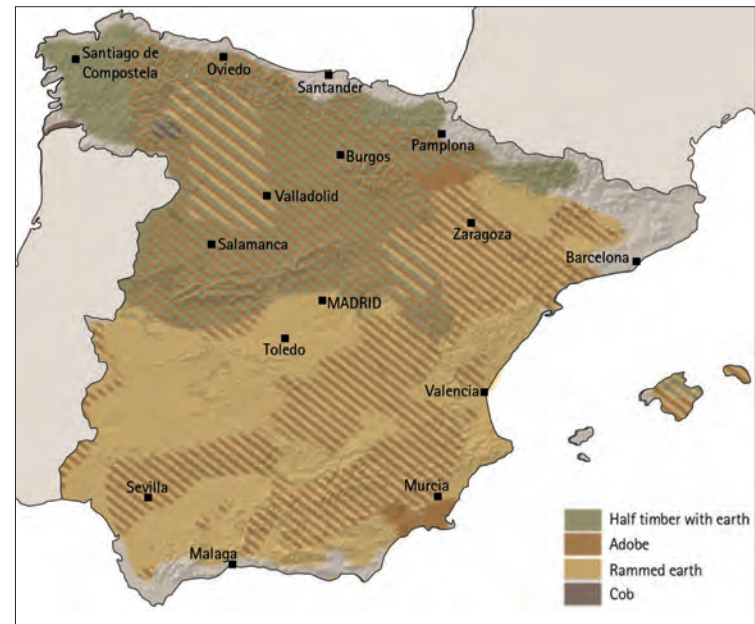 Santiago de
Compostela
Oviedo
Santander
Pamplona
Burgos
Valladolid
Zaragoza
Salamanca
Barcelona
MADRID
Toledo
Valencia
Sevilla
Murcia
Malaga
Half timber with earth
Adobe
Rammed earth
Cob